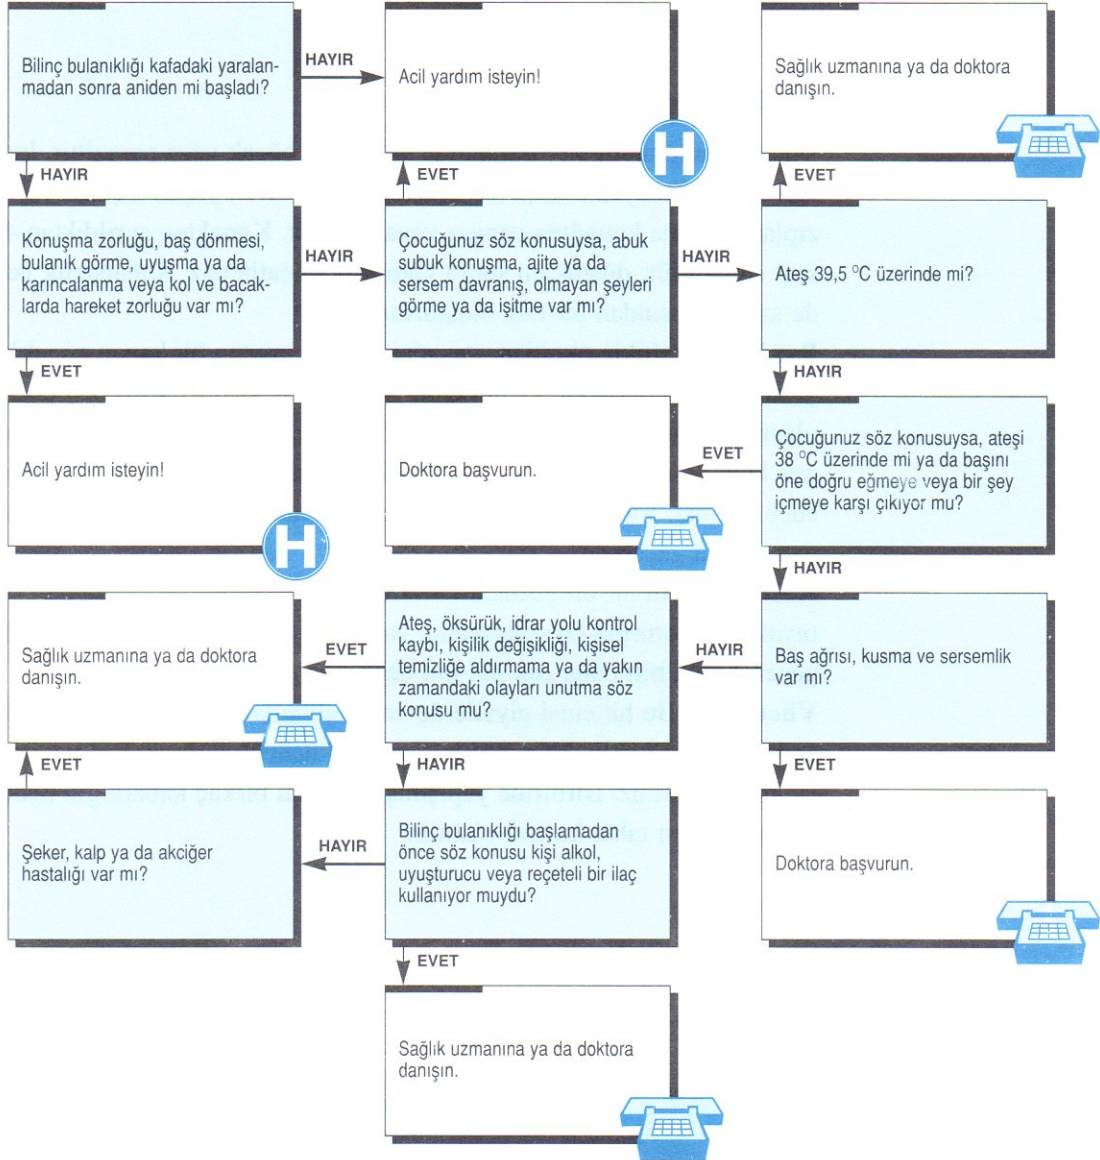 Bilinç bulanıklığı kafadaki yaralan-
madan sonra aniden mi başladı?
HAYIR
Acil yardım isteyin!
H
Sağlık uzmanına ya da doktora
danışın.
HAYIR
EVET
EVET
Konuşma zorluğu, baş dönmesi,
bulanık görme, uyuşma ya da
karıncalanma veya kol ve bacak-
larda hareket zorluğu var mı?
HAYIR
Çocuğunuz söz konusuysa, abuk
subuk konuşma, ajite ya da
sersem davranış, olmayan şeyleri
görme ya da işitme var mı?
HAYIR
Ateş 39,5 °C üzerinde mi?
EVET
HAYIR
Acil yardım isteyin!
H
Doktora başvurun.
EVET
Çocuğunuz söz konusuysa, ateşi
38 °C üzerinde mi ya da başını
öne doğru eğmeye veya bir şey
içmeye karşı çıkıyor mu?
HAYIR
Sağlık uzmanına ya da doktora
danışın.
EVET
Ateş, öksürük, idrar yolu kontrol
kaybı, kişilik değişikliği, kişisel
temizliğe aldırmama ya da yakın
zamandaki olayları unutma söz
konusu mu?
HAYIR
Baş ağrısı, kusma ve sersemlik
var mı?
EVET
HAYIR
EVET
Şeker, kalp ya da akciğer
hastalığı var mı?
HAYIR
Bilinç bulanıklığı başlamadan
önce söz konusu kişi alkol,
uyuşturucu veya reçeteli bir ilaç
kullanıyor muydu?
Doktora başvurun.
EVET
Sağlık uzmanına ya da doktora
danışın.